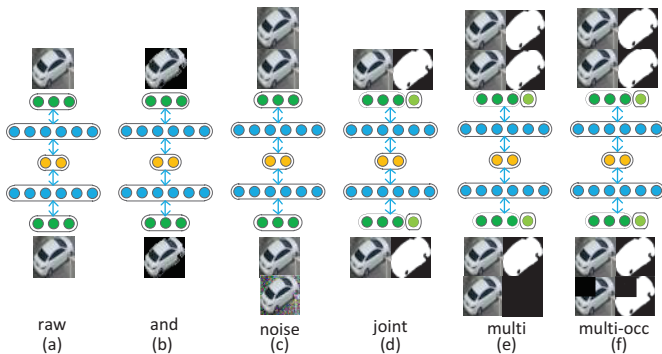 raw and noise joint multi multi-occ
(a) (b) (c) (d) (e) (f)